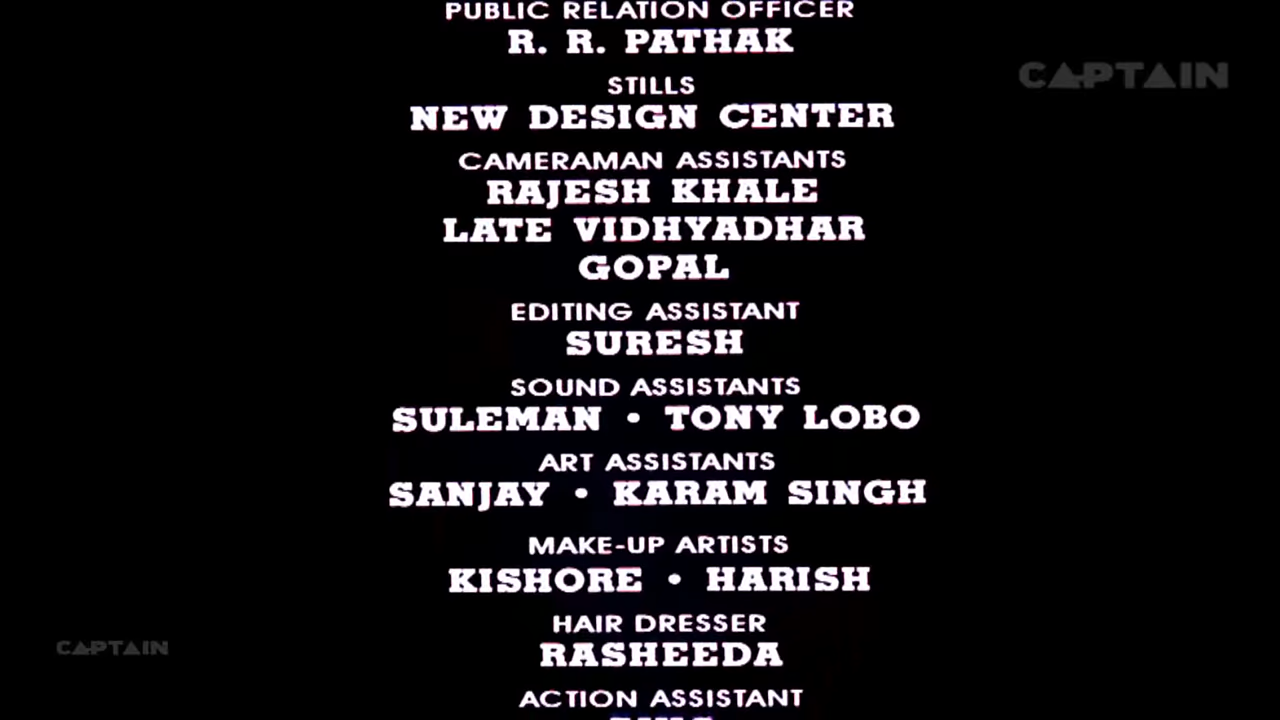 PUBLIC RELATION OFFICER
R. R. PATHAK
CAPTAIN
STILLS
NEW DESIGN CENTER
CAMERAMAN ASSISTANTS
RAJESH KHALE
LATE VIDHYADHAR
GOPAL
EDITING ASSISTANT
SURESH
SOUND ASSISTANTS
SULEMAN • TONY LOBO
ART ASSISTANTS
SANJAY • KARAM SINGH
MAKE-UP ARTISTS
KISHORE • HARISH
HAIR DRESSER
CAPTAIN
RASHEEDA
ACTION ASSISTANT